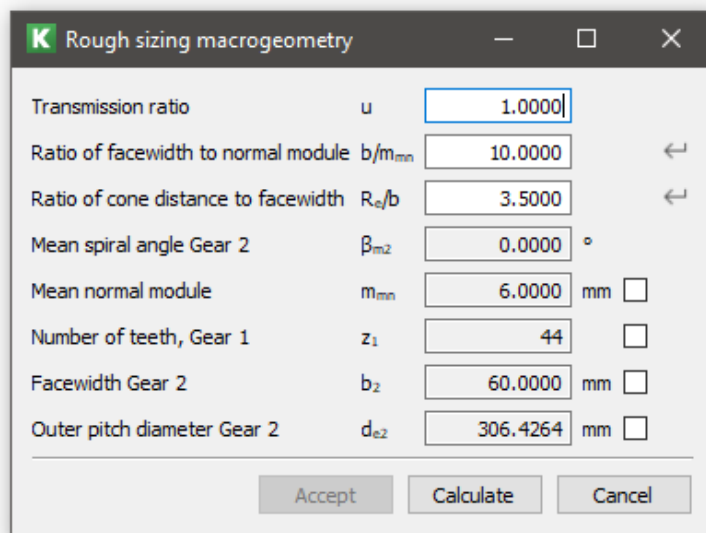 K Rough sizing macrogeometry
Transmission ratio u 1.0000
Ratio of facewidth to normal module b/mₘₙ 10.0000
Ratio of cone distance to facewidth Rₑ/b 3.5000
Mean spiral angle Gear 2 βₘ₂ 0.0000 °
Mean normal module mₘₙ 6.0000 mm
Number of teeth, Gear 1 z₁ 44
Facewidth Gear 2 b₂ 60.0000 mm
Outer pitch diameter Gear 2 dₑ₂ 306.4264 mm
Accept Calculate Cancel